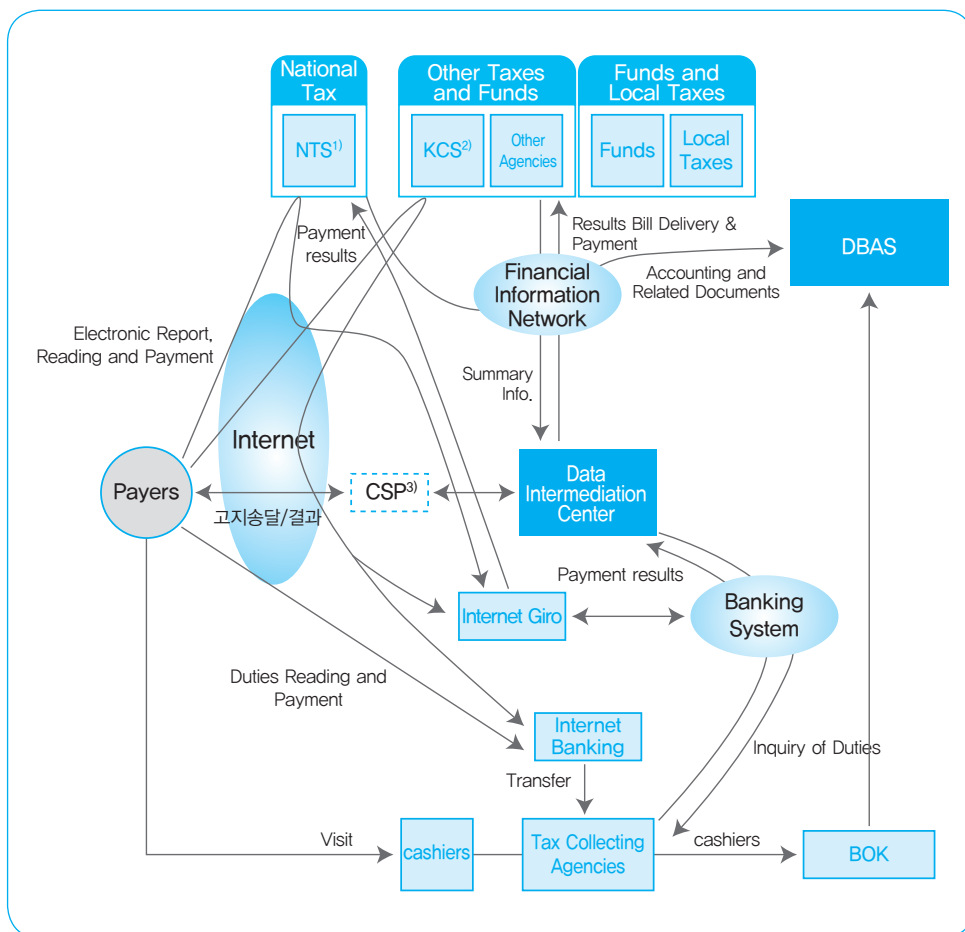 National
Tax
Other Taxes
and Funds
Funds and
Local Taxes
NTS1)
KCS2)
Other
Agencies
Funds
Local
Taxes
Payment
results
Results Bill Delivery &
Payment
DBAS
Financial
Information
Network
Accounting and
Related Documents
Electronic Report,
Reading and Payment
Summary
Info.
Internet
Payers
CSP3)
Data
Intermediation
Center
고지송달/결과
Payment results
Internet Giro
Banking
System
Duties Reading and
Payment
Internet
Banking
Inquiry of Duties
Transfer
Visit
cashiers
Tax Collecting
Agencies
cashiers
BOK